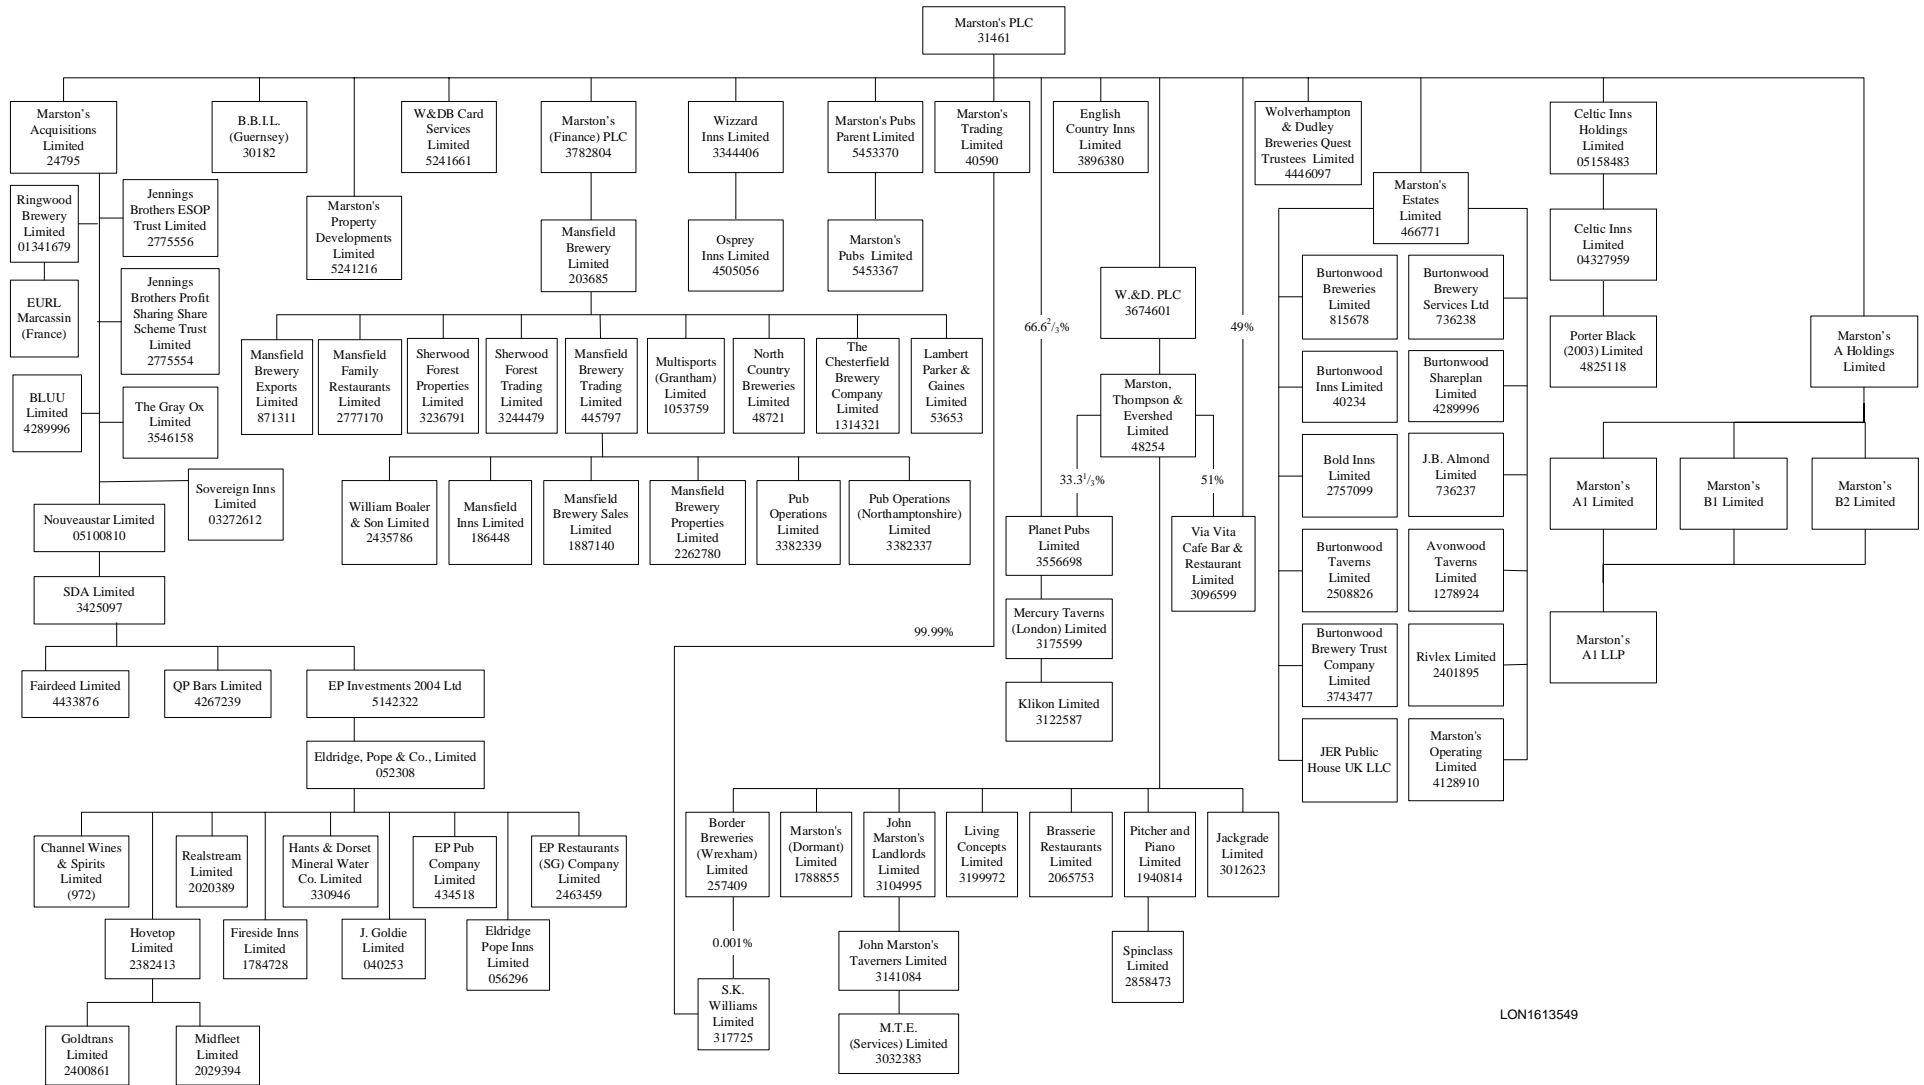 Marston's PLC
31461
Marston's
Acquisitions
Limited
24795
B.B.I.L.
(Guernsey)
30182
W&DB Card
Services
Limited
5241661
Marston's
(Finance) PLC
3782804
Wizzard
Inns Limited
3344406
Marston's Pubs
Parent Limited
5453370
Marston's
Trading
Limited
40590
English
Country Inns
Limited
3896380
Wolverhampton
& Dudley
Breweries Quest
Trustees Limited
4446097
Celtic Inns
Holdings
Limited
05158483
Ringwood
Brewery
Limited
01341679
Jennings
Brothers ESOP
Trust Limited
2775556
Marston's
Property
Developments
Limited
5241216
Mansfield
Brewery
Limited
203685
Osprey
Inns Limited
4505056
Marston's
Pubs Limited
5453367
Marston's
Estates
Limited
466771
Celtic Inns
Limited
04327959
EURL
Marcassin
(France)
Jennings
Brothers Profit
Sharing Share
Scheme Trust
Limited
2775554
W.&D. PLC
3674601
66.6 2/3%
49%
Burtonwood
Breweries
Limited
815678
Burtonwood
Brewery
Services Ltd
736238
Porter Black
(2003) Limited
4825118
Marston's
A Holdings
Limited
Mansfield
Brewery
Exports
Limited
871311
Mansfield
Family
Restaurants
Limited
2777170
Sherwood
Forest
Properties
Limited
3236791
Sherwood
Forest
Trading
Limited
3244479
Mansfield
Brewery
Trading
Limited
445797
Multisports
(Grantham)
Limited
1053759
North
Country
Breweries
Limited
48721
The
Chesterfield
Brewery
Company
Limited
1314321
Lambert
Parker &
Gaines
Limited
53653
BLUU
Limited
4289996
The Gray Ox
Limited
3546158
Marston,
Thompson &
Evershed
Limited
48254
Burtonwood
Inns Limited
40234
Burtonwood
Shareplan
Limited
4289996
33.3 1/3%
51%
Bold Inns
Limited
2757099
J.B. Almond
Limited
736237
Marston's
A1 Limited
Marston's
B1 Limited
Marston's
B2 Limited
Sovereign Inns
Limited
03272612
Nouveaustar Limited
05100810
William Boaler
& Son Limited
2435786
Mansfield
Inns Limited
186448
Mansfield
Brewery Sales
Limited
1887140
Mansfield
Brewery
Properties
Limited
2262780
Pub
Operations
Limited
3382339
Pub Operations
(Northamptonshire)
Limited
3382337
Planet Pubs
Limited
3556698
Via Vita
Cafe Bar &
Restaurant
Limited
3096599
Burtonwood
Taverns
Limited
2508826
Avonwood
Taverns
Limited
1278924
SDA Limited
3425097
Mercury Taverns
(London) Limited
3175599
99.99%
Burtonwood
Brewery Trust
Company
Limited
3743477
Rivlex Limited
2401895
Marston's
A1 LLP
Fairdeed Limited
4433876
QP Bars Limited
4267239
EP Investments 2004 Ltd
5142322
Klikon Limited
3122587
JER Public
House UK LLC
Marston's
Operating
Limited
4128910
Eldridge, Pope & Co., Limited
052308
Channel Wines
& Spirits
Limited
(972)
Realstream
Limited
2020389
Hants & Dorset
Mineral Water
Co. Limited
330946
EP Pub
Company
Limited
434518
EP Restaurants
(SG) Company
Limited
2463459
Border
Breweries
(Wrexham)
Limited
257409
Marston's
(Dormant)
Limited
1788855
John
Marston's
Landlords
Limited
3104995
Living
Concepts
Limited
3199972
Brasserie
Restaurants
Limited
2065753
Pitcher and
Piano
Limited
1940814
Jackgrade
Limited
3012623
Hovetop
Limited
2382413
Fireside Inns
Limited
1784728
J. Goldie
Limited
040253
Eldridge
Pope Inns
Limited
056296
0.001%
John Marston's
Taverners Limited
3141084
Spinclass
Limited
2858473
S.K.
Williams
Limited
317725
M.T.E.
(Services) Limited
3032383
Goldtrans
Limited
2400861
Midfleet
Limited
2029394
LON1613549